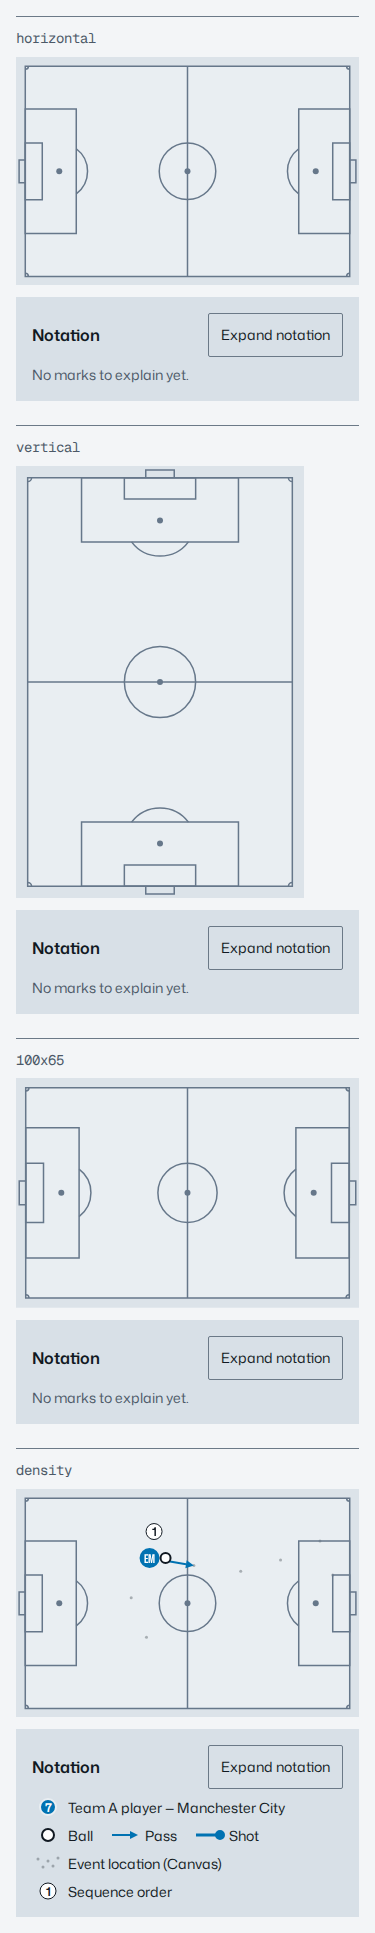 horizontal
Notation
Expand notation
No marks to explain yet.
vertical
Notation
Expand notation
No marks to explain yet.
100x65
Notation
Expand notation
No marks to explain yet.
density
1
EM
Notation
Expand notation
7 Team A player – Manchester City
Ball Pass Shot
Event location (Canvas)
1 Sequence order